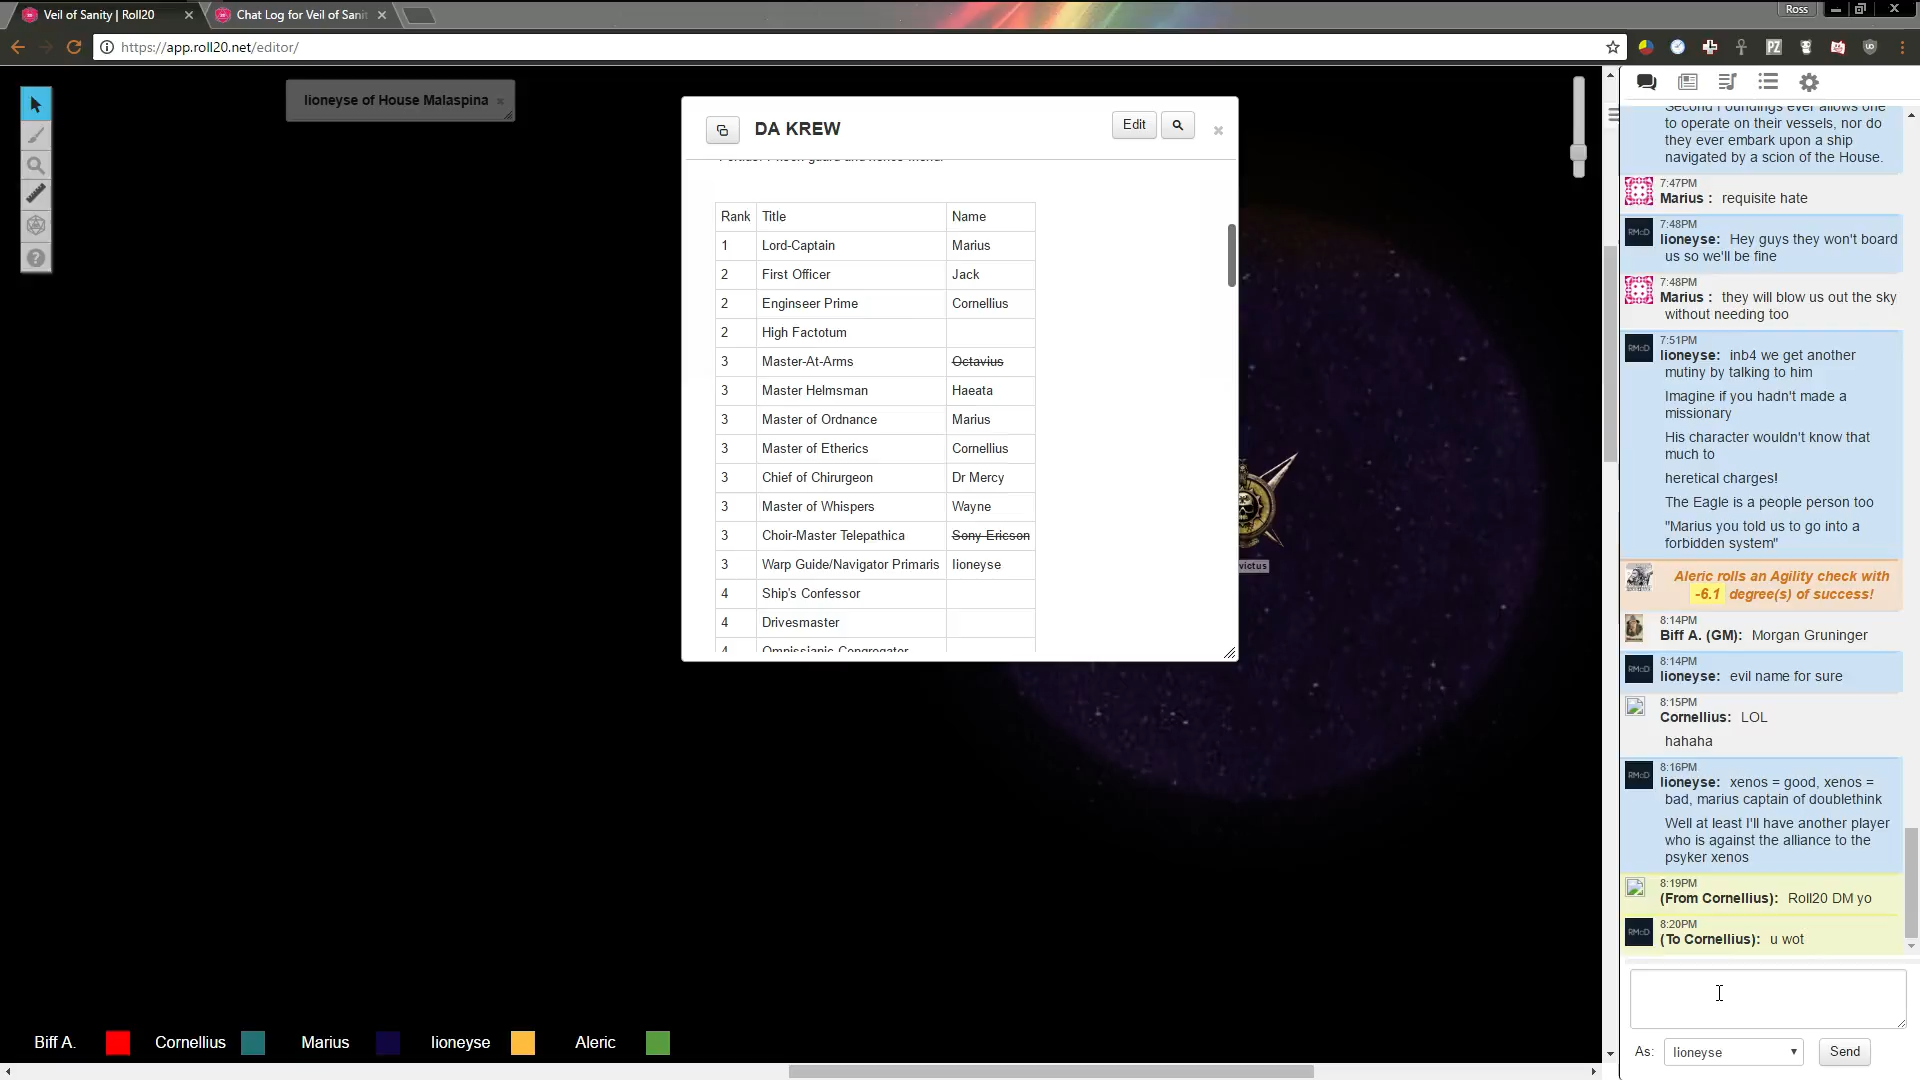 Veil of Sanity | Roll20
Chat Log for Veil of Sanit
Ross
https://app.roll20.net/editor/
lioneyse of House Malaspina
DA KREW
Edit
Rank Title Name
1 Lord-Captain Marius
2 First Officer Jack
2 Enginseer Prime Cornellius
2 High Factotum
3 Master-At-Arms Octavius
3 Master Helmsman Haeata
3 Master of Ordnance Marius
3 Master of Etherics Cornellius
3 Chief of Chirurgeon Dr Mercy
3 Master of Whispers Wayne
3 Choir-Master Telepathica Sony Ericson
3 Warp Guide/Navigator Primaris lioneyse
4 Ship's Confessor
4 Drivesmaster
4 Omnissianic Congregator
victus
Second Foundings ever allows one
to operate on their vessels, nor do
they ever embark upon a ship
navigated by a scion of the House.
7:47PM
Marius : requisite hate
7:48PM
lioneyse: Hey guys they won't board
us so we'll be fine
7:48PM
Marius : they will blow us out the sky
without needing too
7:51PM
lioneyse: inb4 we get another
mutiny by talking to him
Imagine if you hadn't made a
missionary
His character wouldn't know that
much to
heretical charges!
The Eagle is a people person too
"Marius you told us to go into a
forbidden system"
Aleric rolls an Agility check with
-6.1 degree(s) of success!
8:14PM
Biff A. (GM): Morgan Gruninger
8:14PM
lioneyse: evil name for sure
8:15PM
Cornellius: LOL
hahaha
8:16PM
lioneyse: xenos = good, xenos =
bad, marius captain of doublethink
Well at least I'll have another player
who is against the alliance to the
psyker xenos
8:19PM
(From Cornellius): Roll20 DM yo
8:20PM
(To Cornellius): u wot
As: lioneyse Send
Biff A. Cornellius Marius lioneyse Aleric